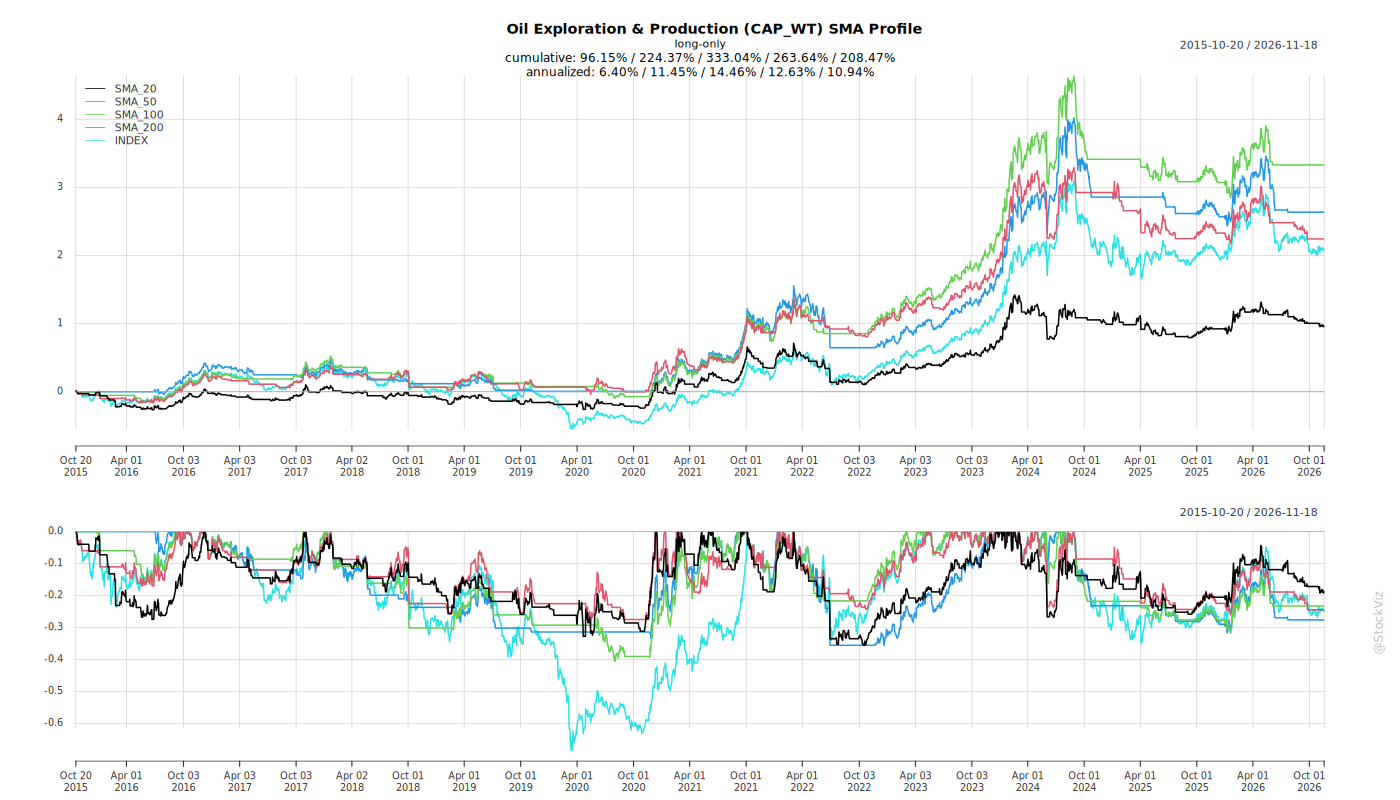 Oil Exploration & Production (CAP_WT) SMA Profile
long-only
cumulative: 96.15% / 224.37% / 333.04% / 263.64% / 208.47%
annualized: 6.40% / 11.45% / 14.46% / 12.63% / 10.94%
2015-10-20 / 2026-11-18
SMA_20
SMA_50
SMA_100
SMA_200
INDEX
4
3
2
1
0
Oct 20 Apr 01 Oct 03 Apr 03 Oct 03 Apr 02 Oct 01 Apr 01 Oct 01 Apr 01 Oct 01 Apr 01 Oct 01 Apr 01 Oct 03 Apr 03 Oct 03 Apr 01 Oct 01 Apr 01 Oct 01 Apr 01 Oct 01
2015 2016 2016 2017 2017 2018 2018 2019 2019 2020 2020 2021 2021 2022 2022 2023 2023 2024 2024 2025 2025 2026 2026
2015-10-20 / 2026-11-18
0.0
-0.1
-0.2
-0.3
-0.4
-0.5
-0.6
Oct 20 Apr 01 Oct 03 Apr 03 Oct 03 Apr 02 Oct 01 Apr 01 Oct 01 Apr 01 Oct 01 Apr 01 Oct 01 Apr 01 Oct 03 Apr 03 Oct 03 Apr 01 Oct 01 Apr 01 Oct 01 Apr 01 Oct 01
2015 2016 2016 2017 2017 2018 2018 2019 2019 2020 2020 2021 2021 2022 2022 2023 2023 2024 2024 2025 2025 2026 2026
@StockViz